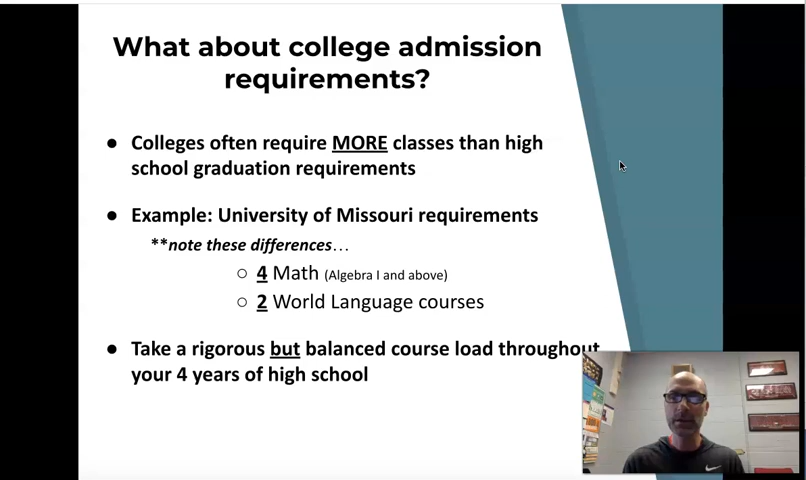 What about college admission
requirements?
● Colleges often require MORE classes than high
school graduation requirements
● Example: University of Missouri requirements
**note these differences…
○ 4 Math (Algebra I and above)
○ 2 World Language courses
● Take a rigorous but balanced course load throughout
your 4 years of high school